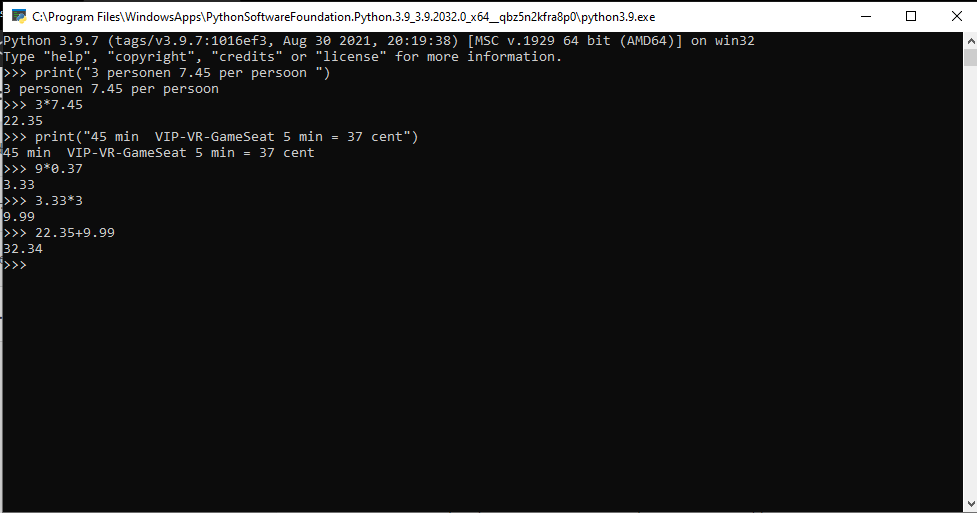 C:\Program Files\WindowsApps\PythonSoftwareFoundation.Python.3.9_3.9.2032.0_x64__qbz5n2kfra8p0\python3.9.exe
Python 3.9.7 (tags/v3.9.7:1016ef3, Aug 30 2021, 20:19:38) [MSC v.1929 64 bit (AMD64)] on win32
Type "help", "copyright", "credits" or "license" for more information.
>>> print("3 personen 7.45 per persoon ")
3 personen 7.45 per persoon
>>> 3*7.45
22.35
>>> print("45 min  VIP-VR-GameSeat 5 min = 37 cent")
45 min  VIP-VR-GameSeat 5 min = 37 cent
>>> 9*0.37
3.33
>>> 3.33*3
9.99
>>> 22.35+9.99
32.34
>>>